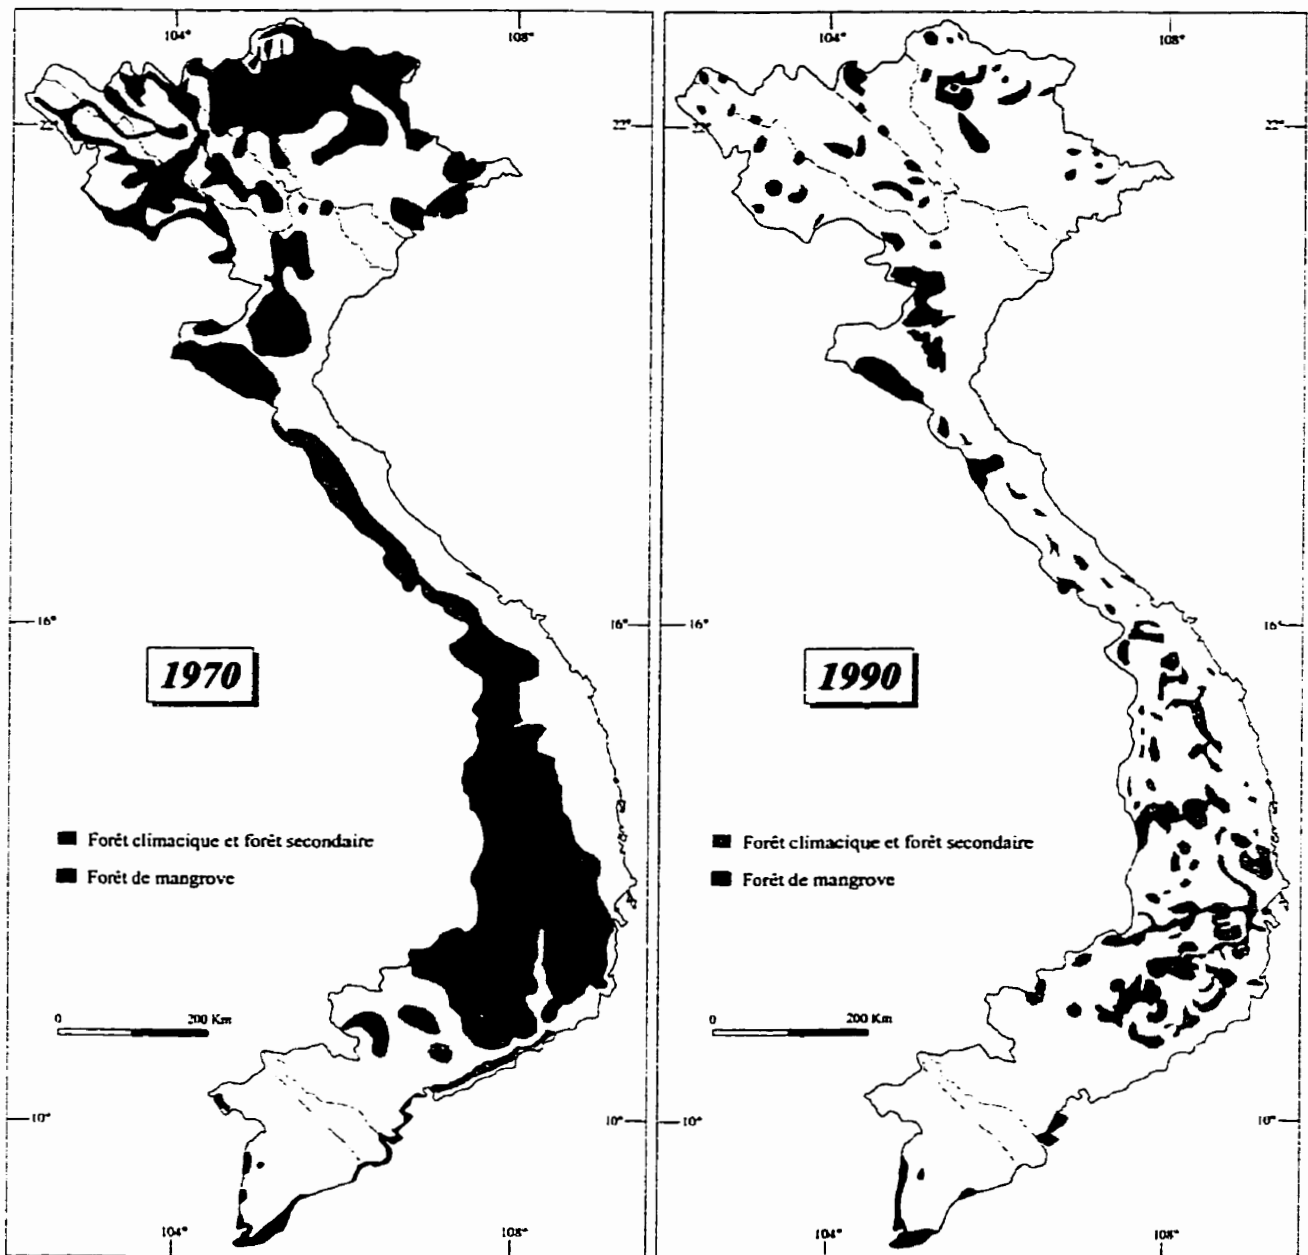 104° 108° 104° 108°
22° 22° 22° 22°
16° 16° 16° 16°
1970 1990
Forêt climacique et forêt secondaire
Forêt de mangrove
Forêt climacique et forêt secondaire
Forêt de mangrove
0 200 Km
0 200 Km
10° 10° 10° 10°
104° 108° 104° 108°